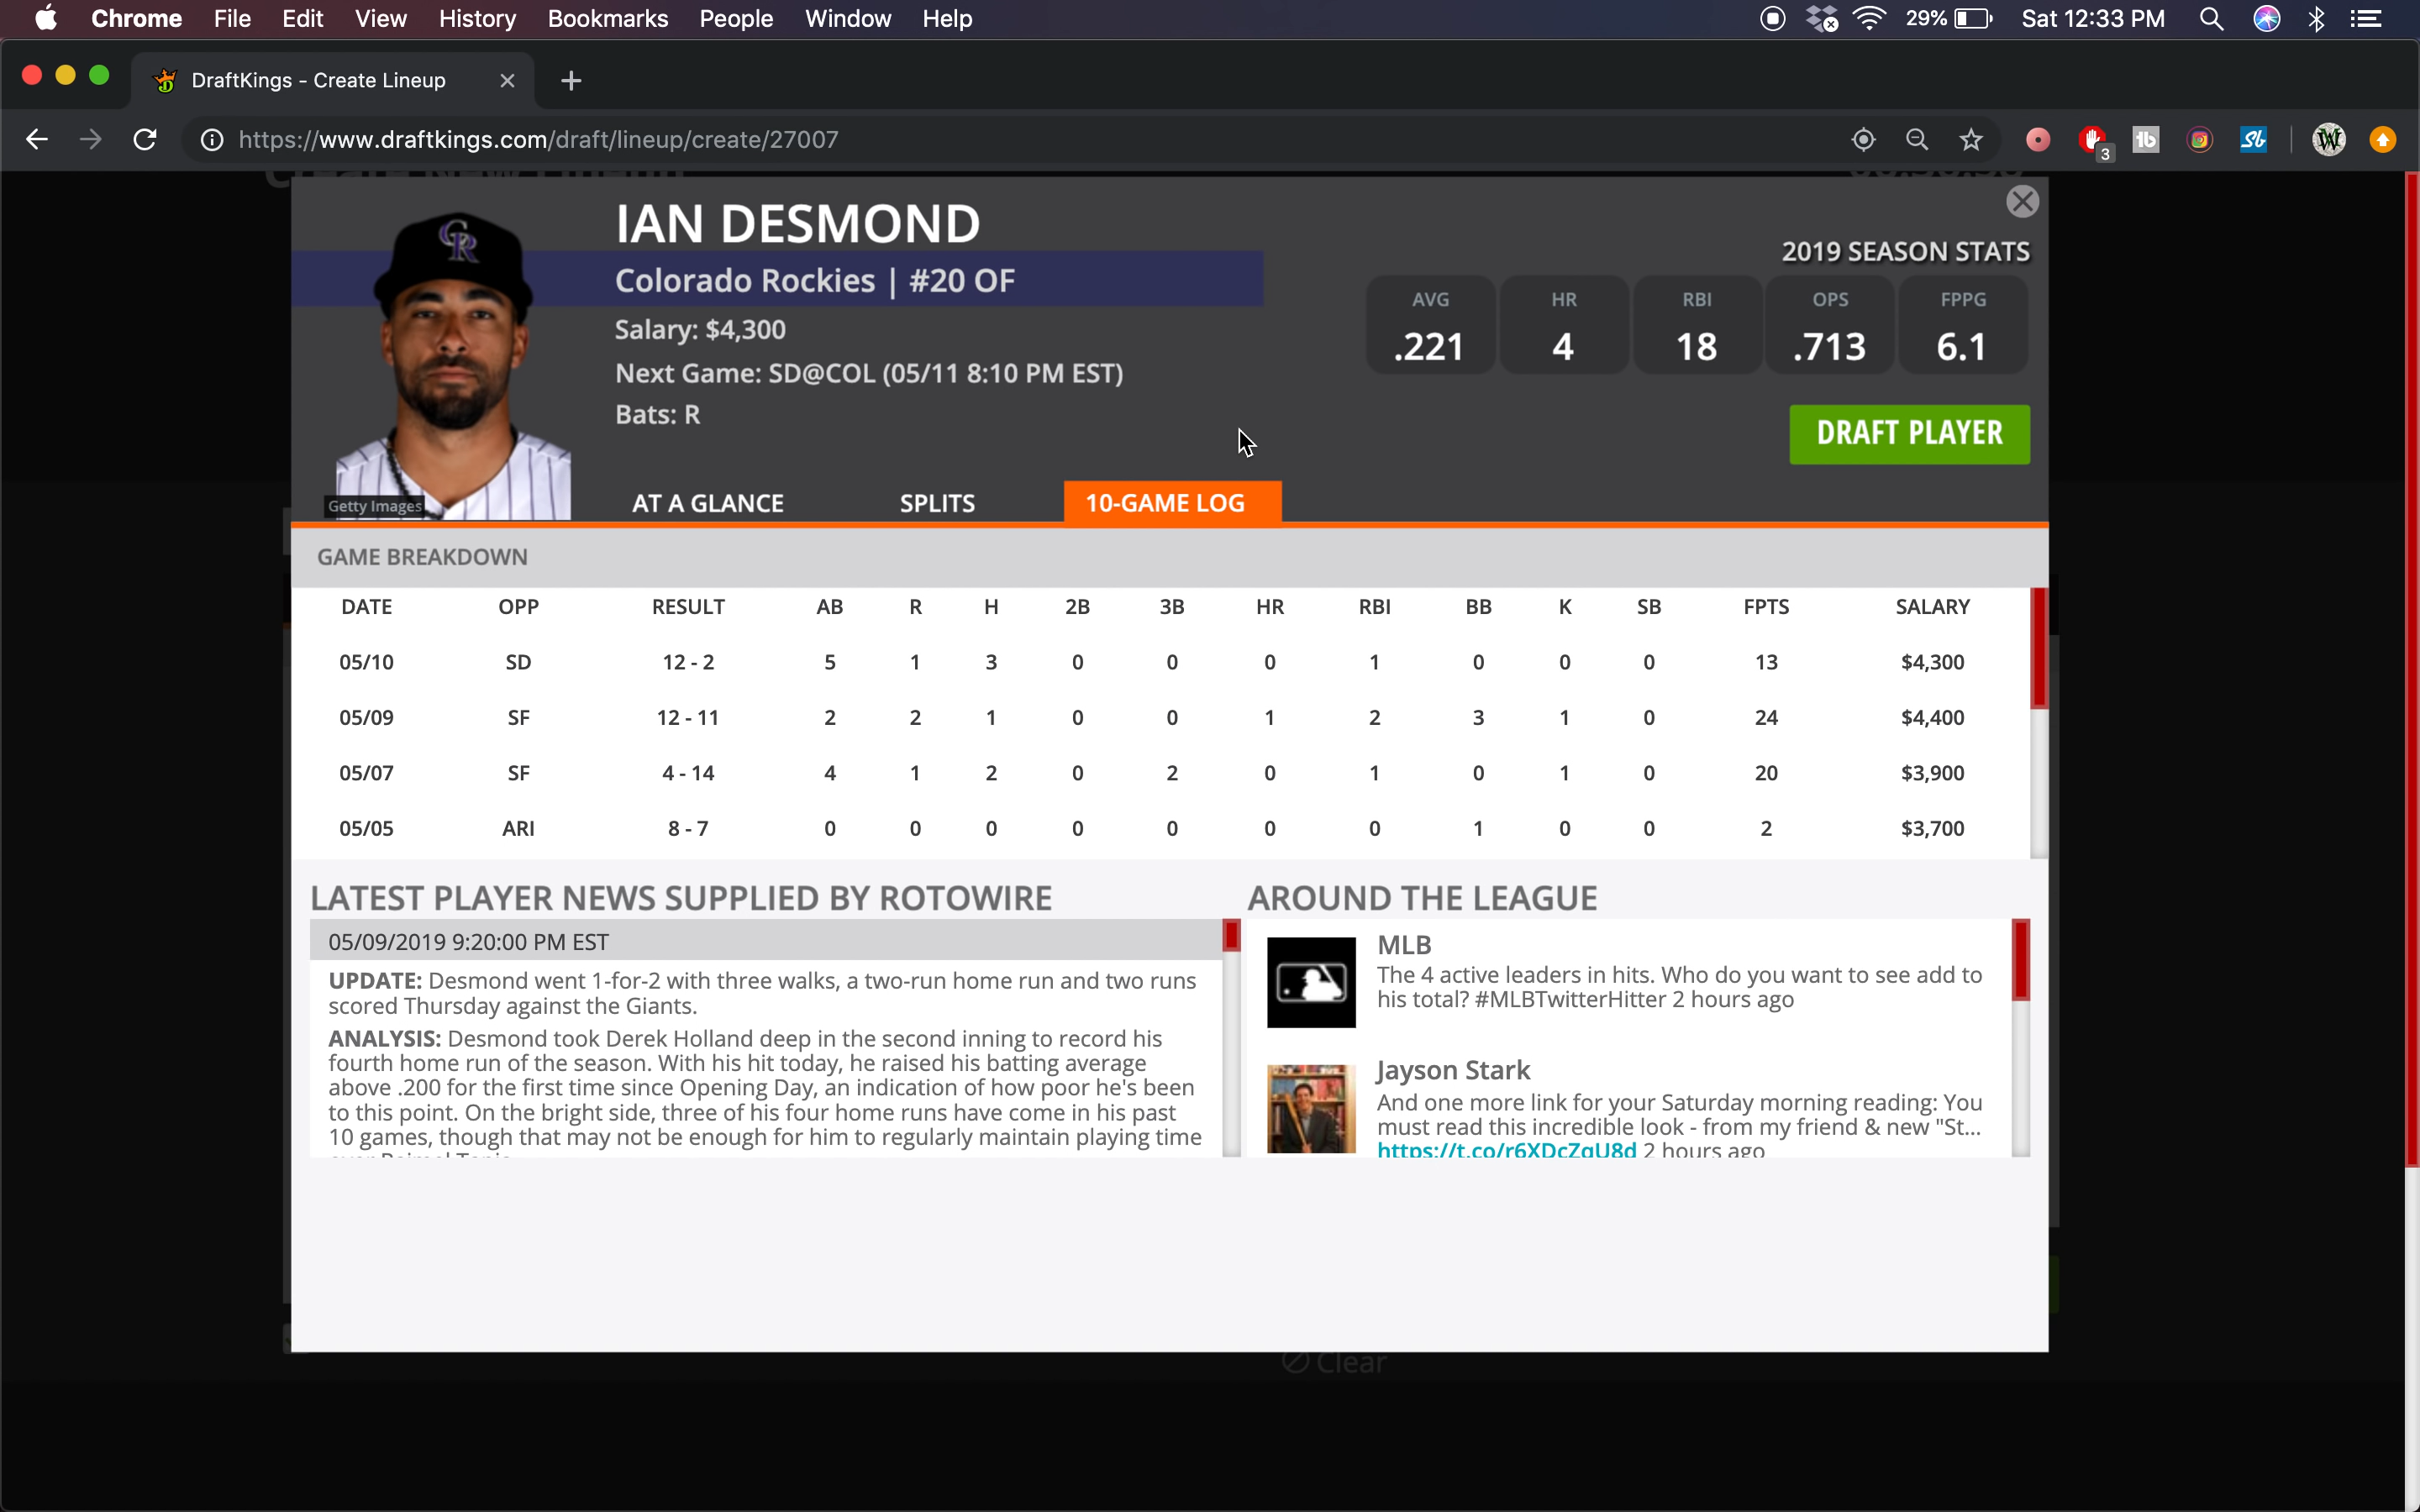 Chrome File Edit View History Bookmarks People Window Help 29% Sat 12:33 PM
DraftKings - Create Lineup
https://www.draftkings.com/draft/lineup/create/27007
3
IAN DESMOND
Colorado Rockies | #20 OF
Salary: $4,300
Next Game: SD@COL (05/11 8:10 PM EST)
Bats: R
Getty Images
2019 SEASON STATS
AVG HR RBI OPS FPPG
.221 4 18 .713 6.1
DRAFT PLAYER
AT A GLANCE SPLITS 10-GAME LOG
GAME BREAKDOWN
DATE OPP RESULT AB R H 2B 3B HR RBI BB K SB FPTS SALARY
05/10 SD 12 - 2 5 1 3 0 0 0 1 0 0 0 13 $4,300
05/09 SF 12 - 11 2 2 1 0 0 1 2 3 1 0 24 $4,400
05/07 SF 4 - 14 4 1 2 0 2 0 1 0 1 0 20 $3,900
05/05 ARI 8 - 7 0 0 0 0 0 0 0 1 0 0 2 $3,700
LATEST PLAYER NEWS SUPPLIED BY ROTOWIRE
05/09/2019 9:20:00 PM EST
UPDATE: Desmond went 1-for-2 with three walks, a two-run home run and two runs
scored Thursday against the Giants.
ANALYSIS: Desmond took Derek Holland deep in the second inning to record his
fourth home run of the season. With his hit today, he raised his batting average
above .200 for the first time since Opening Day, an indication of how poor he's been
to this point. On the bright side, three of his four home runs have come in his past
10 games, though that may not be enough for him to regularly maintain playing time
AROUND THE LEAGUE
MLB
The 4 active leaders in hits. Who do you want to see add to
his total? #MLBTwitterHitter 2 hours ago
Jayson Stark
And one more link for your Saturday morning reading: You
must read this incredible look - from my friend & new "St...
https://t.co/r6XDcZqU8d 2 hours ago
Clear